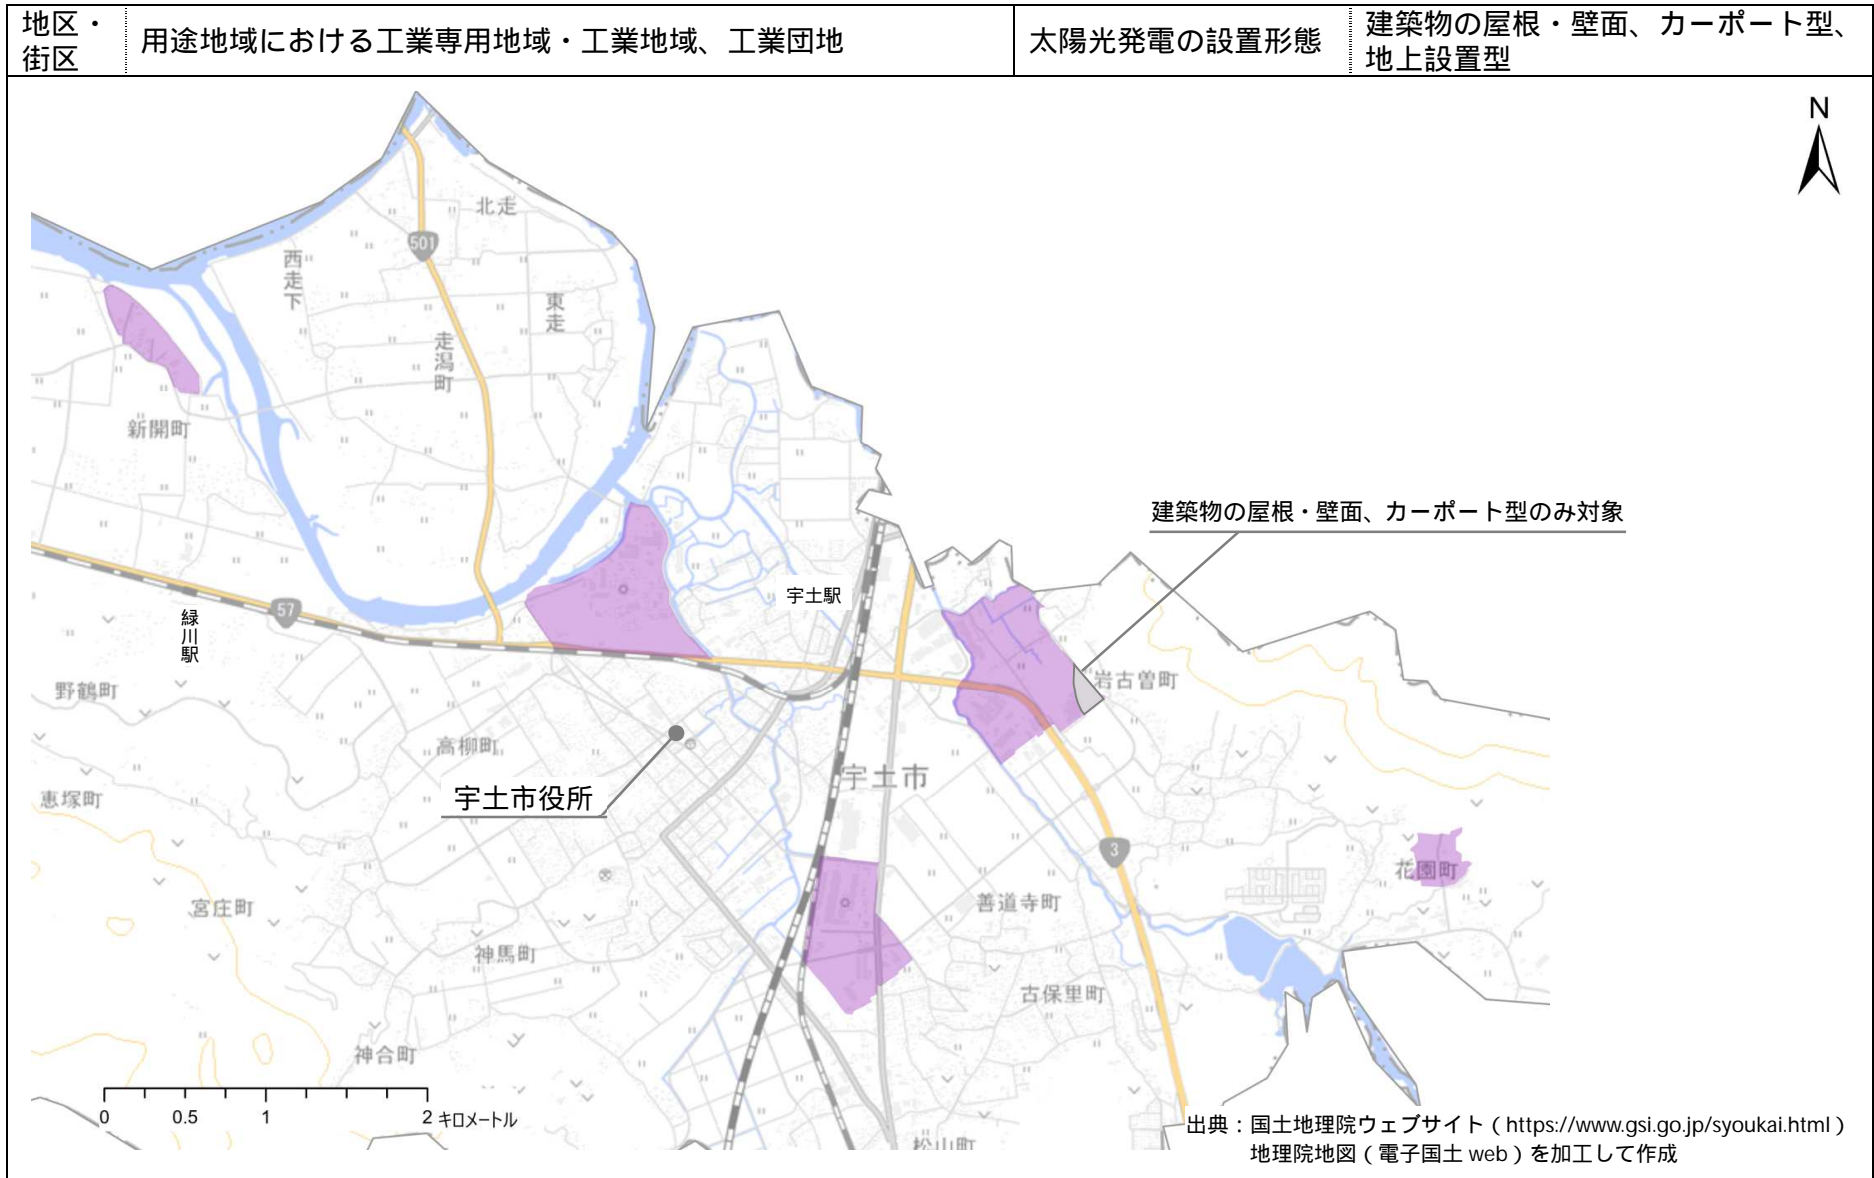 地区・
街区
用途地域における工業専用地域・工業地域、工業団地
太陽光発電の設置形態
建築物の屋根・壁面、カーポート型、
地上設置型
N
北走
501
西走下
東走
走潟町
新開町
建築物の屋根・壁面、カーポート型のみ対象
宇土駅
57
緑川駅
野鶴町
岩古曽町
高柳町
宇土市
宇土市役所
恵塚町
3
花園町
宮庄町
善道寺町
神馬町
古保里町
神合町
0 0.5 1 2 キロメートル
松山町
出典：国土地理院ウェブサイト（https://www.gsi.go.jp/syoukai.html）
地理院地図（電子国土 web）を加工して作成